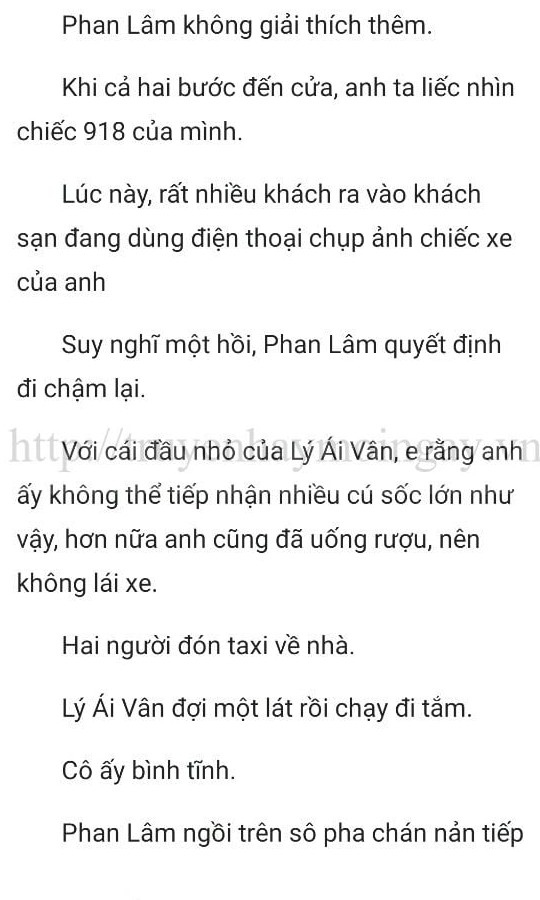 Phan Lâm không giải thích thêm.
Khi cả hai bước đến cửa, anh ta liếc nhìn
chiếc 918 của mình.
Lúc này, rất nhiều khách ra vào khách
sạn đang dùng điện thoại chụp ảnh chiếc xe
của anh
Suy nghĩ một hồi, Phan Lâm quyết định
đi chậm lại.
Với cái đầu nhỏ của Lý Ái Vân, e rằng anh
ấy không thể tiếp nhận nhiều cú sốc lớn như
vậy, hơn nữa anh cũng đã uống rượu, nên
không lái xe.
Hai người đón taxi về nhà.
Lý Ái Vân đợi một lát rồi chạy đi tắm.
Cô ấy bình tĩnh.
Phan Lâm ngồi trên sô pha chán nản tiếp